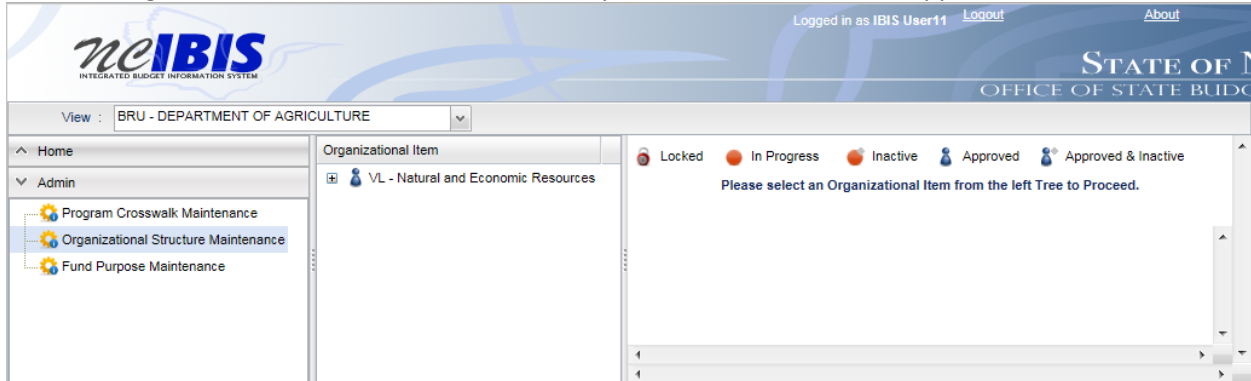 Logged in as IBIS User11 Logout About
ncIBIS
INTEGRATED BUDGET INFORMATION SYSTEM
STATE OF
OFFICE OF STATE
View : BRU - DEPARTMENT OF AGRICULTURE
Home
Admin
Program Crosswalk Maintenance
Organizational Structure Maintenance
Fund Purpose Maintenance
Organizational Item
VL - Natural and Economic Resources
Locked In Progress Inactive Approved Approved & Inactive
Please select an Organizational Item from the left Tree to Proceed.